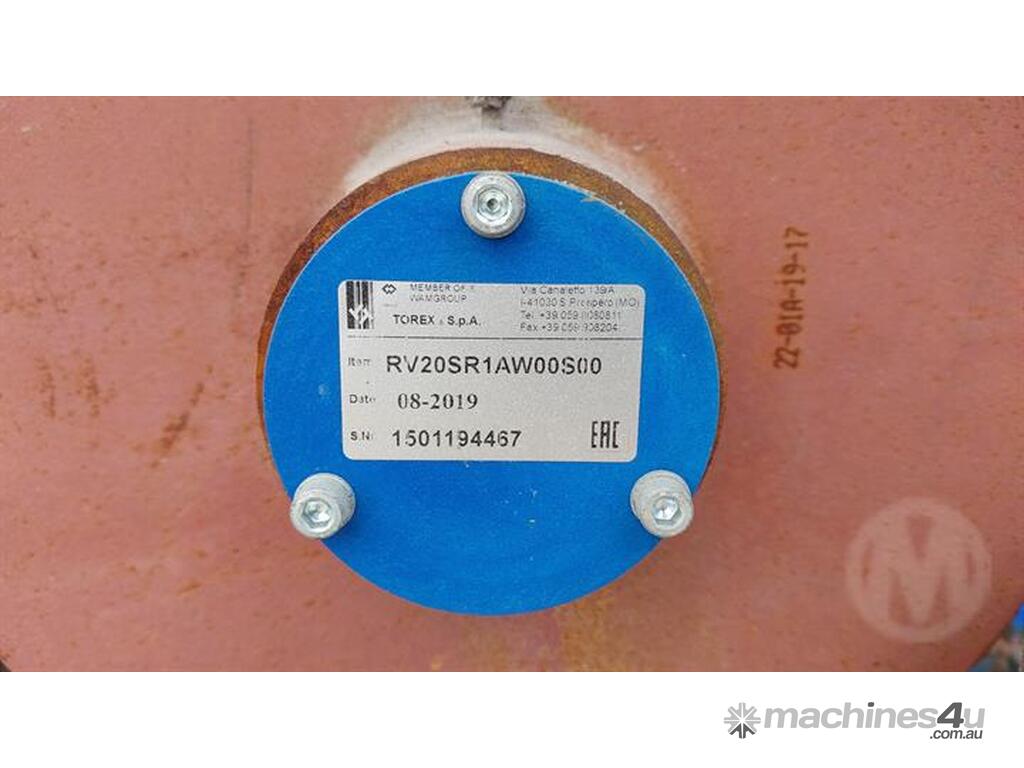 MEMBER OF
WAMGROUP
TOREX S.p.A.
Via Canaletto 139/A
I-41030 S.Prospero (MO)
Tel. +39 059 8080811
Fax +39 059 908204
Item RV20SR1AW00S00
Date 08-2019
S.N. 1501194467
EAC
22-01A-19-17
M
machines4u
.com.au